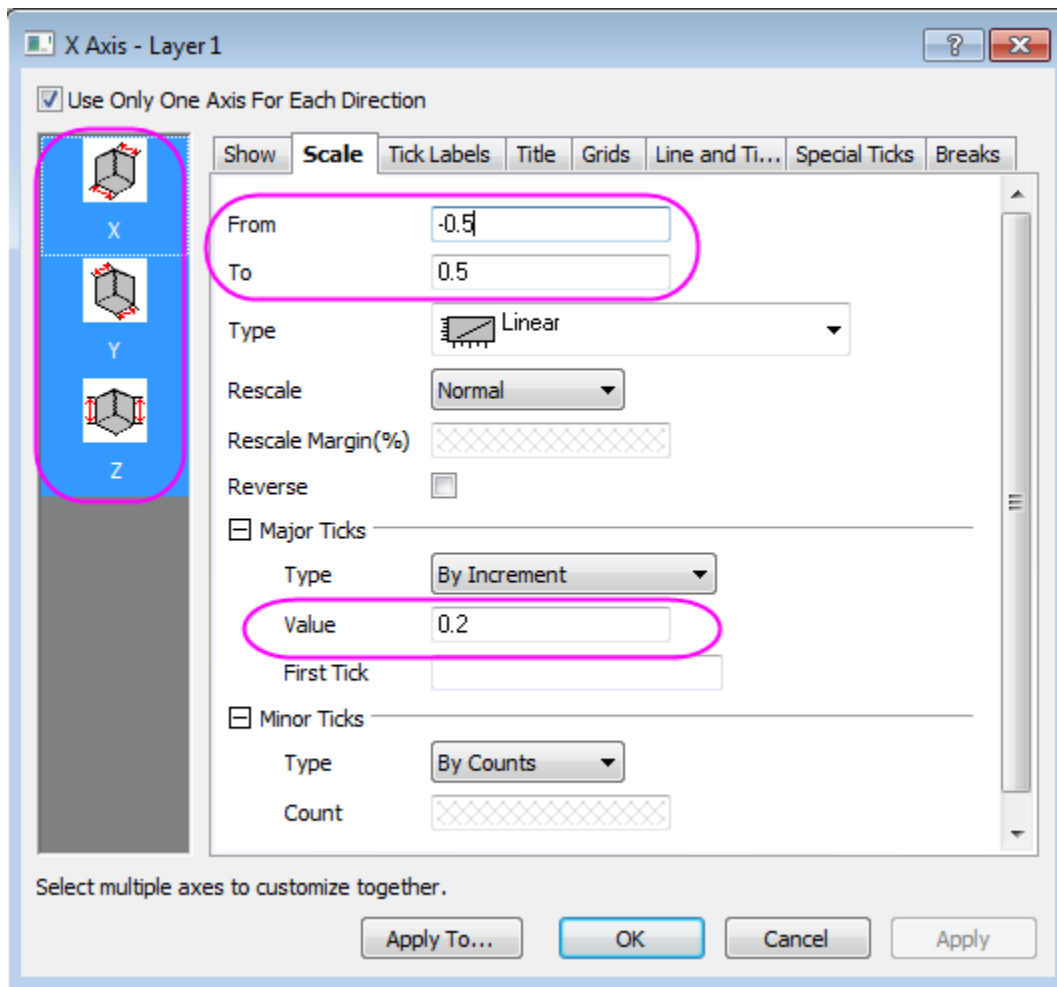 X Axis - Layer 1
Use Only One Axis For Each Direction
X
Y
Z
Show Scale Tick Labels Title Grids Line and Ti... Special Ticks Breaks
From -0.5
To 0.5
Type Linear
Rescale Normal
Rescale Margin(%)
Reverse
Major Ticks
Type By Increment
Value 0.2
First Tick
Minor Ticks
Type By Counts
Count
Select multiple axes to customize together.
Apply To... OK Cancel Apply